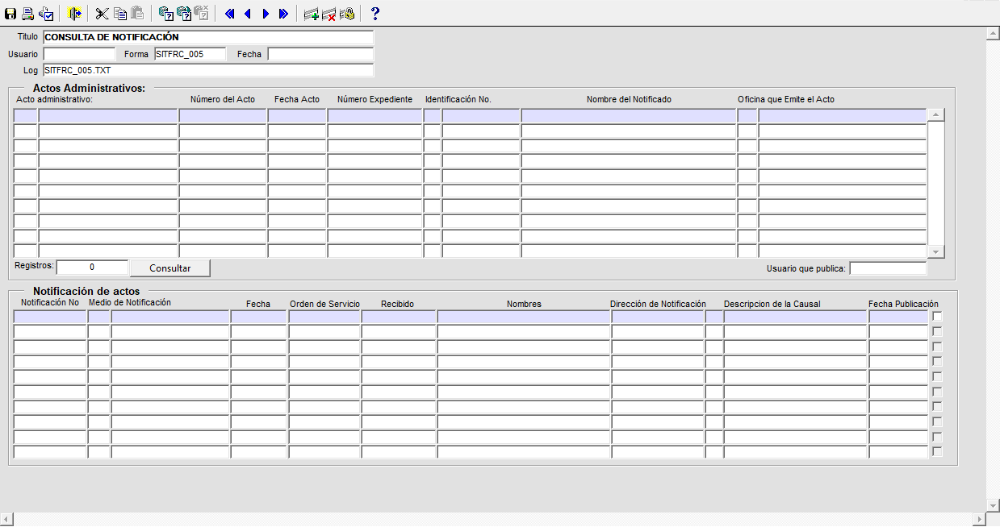 Titulo CONSULTA DE NOTIFICACIÓN
Usuario Forma SITFRC_005 Fecha
Log SITFRC_005.TXT
Actos Administrativos:
Acto administrativo: Número del Acto Fecha Acto Número Expediente Identificación No. Nombre del Notificado Oficina que Emite el Acto
Registros: 0 Consultar Usuario que publica:
Notificación de actos
Notificación No Medio de Notificación Fecha Orden de Servicio Recibido Nombres Dirección de Notificación Descripcion de la Causal Fecha Publicación